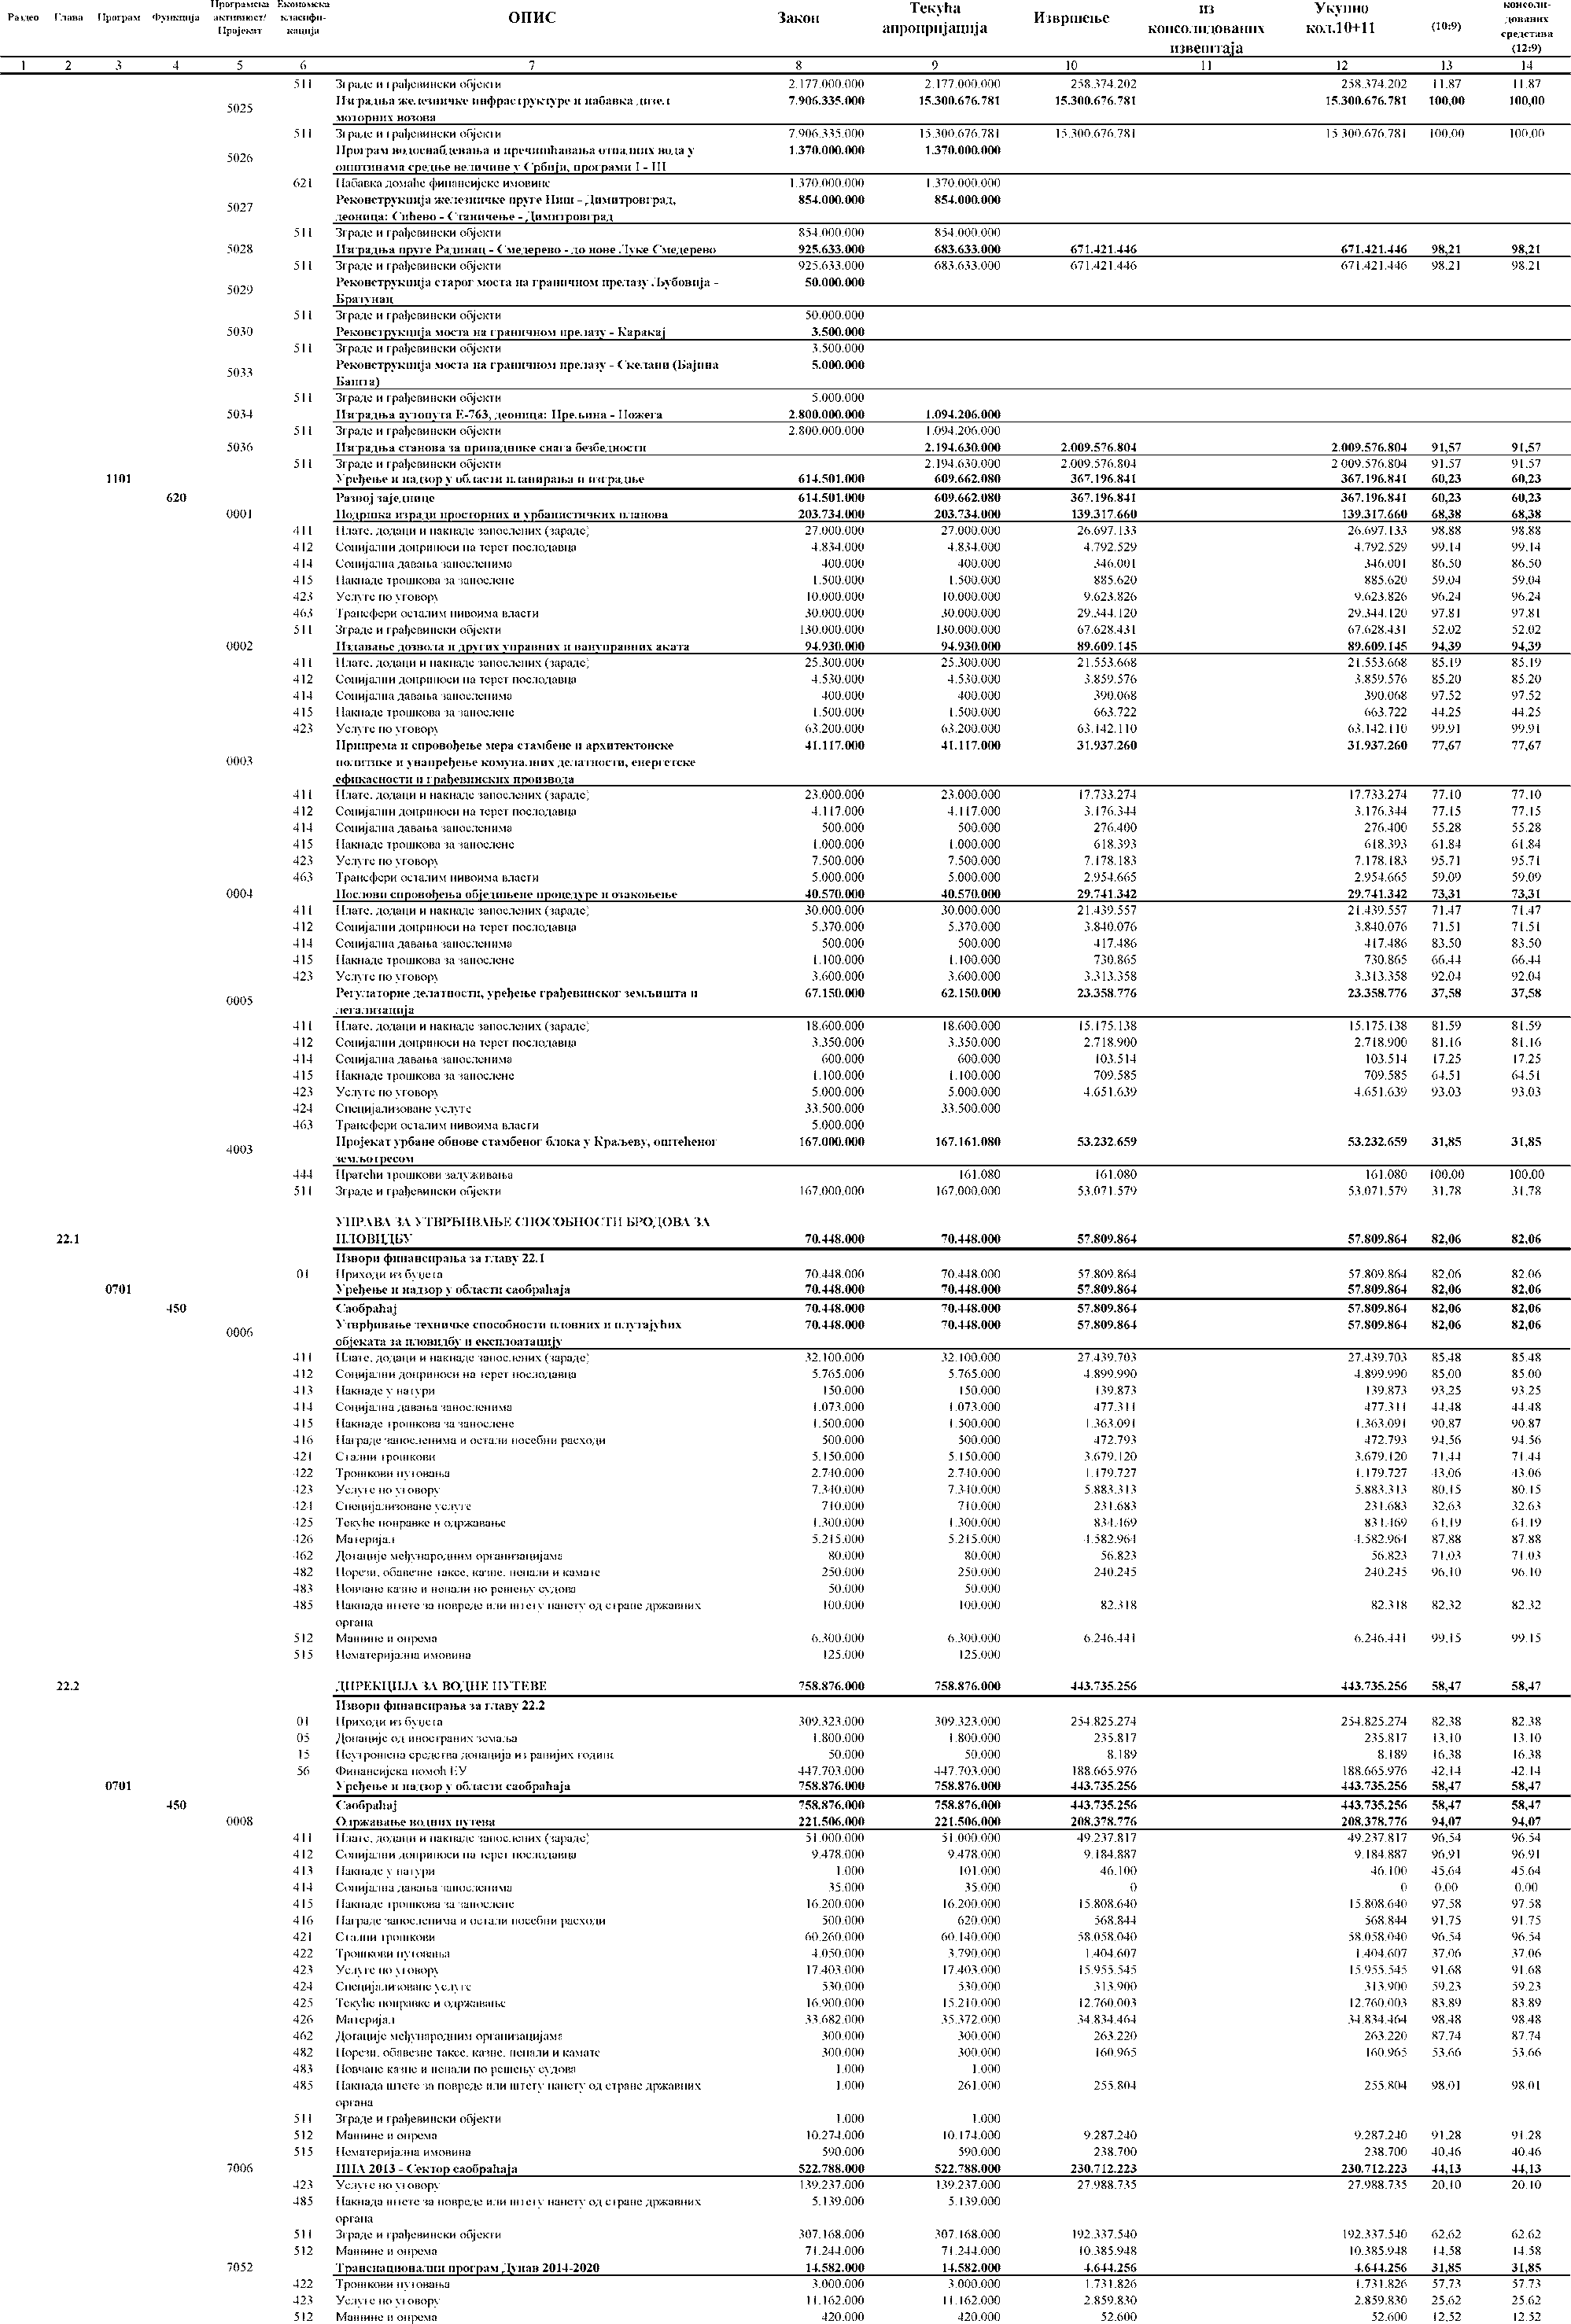 Раздео Глава Програм Функција Програмска активност/ Пројекат Економска класифи- кација ОПИС Закон Текућа апропријација Извршење из консолидованих извештаја Укупно кол.10+11 (10:9) консоли- дованих средстава (12:9)
1 2 3 4 5 6 7 8 9 10 11 12 13 14
511 Зграде и грађевински објекти 2.177.000.000 2.177.000.000 258.374.202 258.374.202 11.87 11.87
5025 Изградња железничке инфраструктуре и набавка дизел моторних возова 7.906.335.000 15.300.676.781 15.300.676.781 15.300.676.781 100,00 100,00
511 Зграде и грађевински објекти 7.906.335.000 15.300.676.781 15.300.676.781 15.300.676.781 100,00 100,00
5026 Програм водоснабдевања и пречишћавања отпадних вода у општинама средње величине у Србији, програми I - III 1.370.000.000 1.370.000.000
621 Набавка домаће финансијске имовине 1.370.000.000 1.370.000.000
5027 Реконструкција железничке пруге Ниш - Димитровград, деоница: Сићево - Станичење - Димитровград 854.000.000 854.000.000
511 Зграде и грађевински објекти 854.000.000 854.000.000
5028 Изградња пруге Радинац - Смедерево - до нове Луке Смедерево 925.633.000 683.633.000 671.421.446 671.421.446 98,21 98,21
511 Зграде и грађевински објекти 925.633.000 683.633.000 671.421.446 671.421.446 98.21 98.21
5029 Реконструкција старог моста на граничном прелазу Љубовија - Братунац 50.000.000
511 Зграде и грађевински објекти 50.000.000
5030 Реконструкција моста на граничном прелазу - Каракај 3.500.000
511 Зграде и грађевински објекти 3.500.000
5033 Реконструкција моста на граничном прелазу - Скелани (Бајина Башта) 5.000.000
511 Зграде и грађевински објекти 5.000.000
5034 Изградња аутопута Е-763, деоница: Прељина - Пожега 2.800.000.000 1.094.206.000
511 Зграде и грађевински објекти 2.800.000.000 1.094.206.000
5036 Изградња станова за припаднике снага безбедности 2.194.630.000 2.009.576.804 2.009.576.804 91,57 91,57
511 Зграде и грађевински објекти 2.194.630.000 2.009.576.804 2.009.576.804 91.57 91.57
1101 Уређење и надзор у области планирања и изградње 614.501.000 609.662.080 367.196.841 367.196.841 60,23 60,23
620 Развој заједнице 614.501.000 609.662.080 367.196.841 367.196.841 60,23 60,23
0001 Подршка изради просторних и урбанистичких планова 203.734.000 203.734.000 139.317.660 139.317.660 68,38 68,38
411 Плате, додаци и накнаде запослених (зараде) 27.000.000 27.000.000 26.697.133 26.697.133 98.88 98.88
412 Социјални доприноси на терет послодавца 4.834.000 4.834.000 4.792.529 4.792.529 99.14 99.14
414 Социјална давања запосленима 400.000 400.000 346.001 346.001 86.50 86.50
415 Накнаде трошкова за запослене 1.500.000 1.500.000 885.620 885.620 59.04 59.04
423 Услуге по уговору 10.000.000 10.000.000 9.623.826 9.623.826 96.24 96.24
463 Трансфери осталим нивоима власти 30.000.000 30.000.000 29.344.120 29.344.120 97.81 97.81
511 Зграде и грађевински објекти 130.000.000 130.000.000 67.628.431 67.628.431 52.02 52.02
0002 Издавање дозвола и других управних и вануправних аката 94.930.000 94.930.000 89.609.145 89.609.145 94,39 94,39
411 Плате, додаци и накнаде запослених (зараде) 25.300.000 25.300.000 21.553.668 21.553.668 85.19 85.19
412 Социјални доприноси на терет послодавца 4.530.000 4.530.000 3.859.576 3.859.576 85.20 85.20
414 Социјална давања запосленима 400.000 400.000 390.068 390.068 97.52 97.52
415 Накнаде трошкова за запослене 1.500.000 1.500.000 663.722 663.722 44.25 44.25
423 Услуге по уговору 63.200.000 63.200.000 63.142.110 63.142.110 99.91 99.91
0003 Припрема и спровођење мера стамбене и архитектонске политике и унапређење комуналних делатности, енергетске ефикасности и грађевинских производа 41.117.000 41.117.000 31.937.260 31.937.260 77,67 77,67
411 Плате, додаци и накнаде запослених (зараде) 23.000.000 23.000.000 17.733.274 17.733.274 77.10 77.10
412 Социјални доприноси на терет послодавца 4.117.000 4.117.000 3.176.344 3.176.344 77.15 77.15
414 Социјална давања запосленима 500.000 500.000 276.400 276.400 55.28 55.28
415 Накнаде трошкова за запослене 1.000.000 1.000.000 618.393 618.393 61.84 61.84
423 Услуге по уговору 7.500.000 7.500.000 7.178.183 7.178.183 95.71 95.71
463 Трансфери осталим нивоима власти 5.000.000 5.000.000 2.954.665 2.954.665 59.09 59.09
0004 Послови спровођења обједињене процедуре и озакоњење 40.570.000 40.570.000 29.741.342 29.741.342 73,31 73,31
411 Плате, додаци и накнаде запослених (зараде) 30.000.000 30.000.000 21.439.557 21.439.557 71.47 71.47
412 Социјални доприноси на терет послодавца 5.370.000 5.370.000 3.840.076 3.840.076 71.51 71.51
414 Социјална давања запосленима 500.000 500.000 417.486 417.486 83.50 83.50
415 Накнаде трошкова за запослене 1.100.000 1.100.000 730.865 730.865 66.44 66.44
423 Услуге по уговору 3.600.000 3.600.000 3.313.358 3.313.358 92.04 92.04
0005 Регулаторне делатности, уређење грађевинског земљишта и легализација 67.150.000 62.150.000 23.358.776 23.358.776 37,58 37,58
411 Плате, додаци и накнаде запослених (зараде) 18.600.000 18.600.000 15.175.138 15.175.138 81.59 81.59
412 Социјални доприноси на терет послодавца 3.350.000 3.350.000 2.718.900 2.718.900 81.16 81.16
414 Социјална давања запосленима 600.000 600.000 103.514 103.514 17.25 17.25
415 Накнаде трошкова за запослене 1.100.000 1.100.000 709.585 709.585 64.51 64.51
423 Услуге по уговору 5.000.000 5.000.000 4.651.639 4.651.639 93.03 93.03
424 Специјализоване услуге 33.500.000 33.500.000
463 Трансфери осталим нивоима власти 5.000.000
4003 Пројекат урбане обнове стамбеног блока у Краљеву, оштећеног земљотресом 167.000.000 167.161.080 53.232.659 53.232.659 31,85 31,85
444 Пратећи трошкови задуживања 161.080 161.080 161.080 100.00 100.00
511 Зграде и грађевински објекти 167.000.000 167.000.000 53.071.579 53.071.579 31.78 31.78
22.1 УПРАВА ЗА УТВРЂИВАЊЕ СПОСОБНОСТИ БРОДОВА ЗА ПЛОВИДБУ 70.448.000 70.448.000 57.809.864 57.809.864 82,06 82,06
Извори финансирања за главу 22.1
01 Приходи из буџета 70.448.000 70.448.000 57.809.864 57.809.864 82.06 82.06
0701 Уређење и надзор у области саобраћаја 70.448.000 70.448.000 57.809.864 57.809.864 82,06 82,06
450 Саобраћај 70.448.000 70.448.000 57.809.864 57.809.864 82,06 82,06
0006 Утврђивање техничке способности пловних и плутајућих објеката за пловидбу и експлоатацију 70.448.000 70.448.000 57.809.864 57.809.864 82,06 82,06
411 Плате, додаци и накнаде запослених (зараде) 32.100.000 32.100.000 27.439.703 27.439.703 85.48 85.48
412 Социјални доприноси на терет послодавца 5.765.000 5.765.000 4.899.990 4.899.990 85.00 85.00
413 Накнаде у натури 150.000 150.000 139.873 139.873 93.25 93.25
414 Социјална давања запосленима 1.073.000 1.073.000 477.311 477.311 44.48 44.48
415 Накнаде трошкова за запослене 1.500.000 1.500.000 1.363.091 1.363.091 90.87 90.87
416 Награде запосленима и остали посебни расходи 500.000 500.000 472.793 472.793 94.56 94.56
421 Стални трошкови 5.150.000 5.150.000 3.679.120 3.679.120 71.44 71.44
422 Трошкови путовања 2.740.000 2.740.000 1.179.727 1.179.727 43.06 43.06
423 Услуге по уговору 7.340.000 7.340.000 5.883.313 5.883.313 80.15 80.15
424 Специјализоване услуге 710.000 710.000 231.683 231.683 32.63 32.63
425 Текуће поправке и одржавање 1.300.000 1.300.000 834.469 834.469 64.19 64.19
426 Материјал 5.215.000 5.215.000 4.582.964 4.582.964 87.88 87.88
462 Дотације међународним организацијама 80.000 80.000 56.823 56.823 71.03 71.03
482 Порези, обавезне таксе, казне, пенали и камате 250.000 250.000 240.245 240.245 96.10 96.10
483 Новчане казне и пенали по решењу судова 50.000 50.000
485 Накнада штете за повреде или штету нанету од стране државних органа 100.000 100.000 82.318 82.318 82.32 82.32
512 Машине и опрема 6.300.000 6.300.000 6.246.441 6.246.441 99.15 99.15
515 Нематеријална имовина 125.000 125.000
22.2 ДИРЕКЦИЈА ЗА ВОДНЕ ПУТЕВЕ 758.876.000 758.876.000 443.735.256 443.735.256 58,47 58,47
Извори финансирања за главу 22.2
01 Приходи из буџета 309.323.000 309.323.000 254.825.274 254.825.274 82.38 82.38
05 Донације од иностраних земаља 1.800.000 1.800.000 235.817 235.817 13.10 13.10
15 Неутрошена средства донација из ранијих година 50.000 50.000 8.189 8.189 16.38 16.38
56 Финансијска помоћ ЕУ 447.703.000 447.703.000 188.665.976 188.665.976 42.14 42.14
0701 Уређење и надзор у области саобраћаја 758.876.000 758.876.000 443.735.256 443.735.256 58,47 58,47
450 Саобраћај 758.876.000 758.876.000 443.735.256 443.735.256 58,47 58,47
0008 Одржавање водних путева 221.506.000 221.506.000 208.378.776 208.378.776 94,07 94,07
411 Плате, додаци и накнаде запослених (зараде) 51.000.000 51.000.000 49.237.817 49.237.817 96.54 96.54
412 Социјални доприноси на терет послодавца 9.478.000 9.478.000 9.184.887 9.184.887 96.91 96.91
413 Накнаде у натури 1.000 101.000 46.100 46.100 45.64 45.64
414 Социјална давања запосленима 35.000 35.000 0 0 0.00 0.00
415 Накнаде трошкова за запослене 16.200.000 16.200.000 15.808.640 15.808.640 97.58 97.58
416 Награде запосленима и остали посебни расходи 500.000 620.000 568.844 568.844 91.75 91.75
421 Стални трошкови 60.260.000 60.140.000 58.058.040 58.058.040 96.54 96.54
422 Трошкови путовања 4.050.000 3.790.000 1.404.607 1.404.607 37.06 37.06
423 Услуге по уговору 17.403.000 17.403.000 15.955.545 15.955.545 91.68 91.68
424 Специјализоване услуге 530.000 530.000 313.900 313.900 59.23 59.23
425 Текуће поправке и одржавање 16.900.000 15.210.000 12.760.003 12.760.003 83.89 83.89
426 Материјал 33.682.000 35.372.000 34.834.464 34.834.464 98.48 98.48
462 Дотације међународним организацијама 300.000 300.000 263.220 263.220 87.74 87.74
482 Порези, обавезне таксе, казне, пенали и камате 300.000 300.000 160.965 160.965 53.66 53.66
483 Новчане казне и пенали по решењу судова 1.000 1.000
485 Накнада штете за повреде или штету нанету од стране државних органа 1.000 261.000 255.804 255.804 98.01 98.01
511 Зграде и грађевински објекти 1.000 1.000
512 Машине и опрема 10.274.000 10.174.000 9.287.240 9.287.240 91.28 91.28
515 Нематеријална имовина 590.000 590.000 238.700 238.700 40.46 40.46
7006 ИПА 2013 - Сектор саобраћаја 522.788.000 522.788.000 230.712.223 230.712.223 44,13 44,13
423 Услуге по уговору 139.237.000 139.237.000 27.988.735 27.988.735 20.10 20.10
485 Накнада штете за повреде или штету нанету од стране државних органа 5.139.000 5.139.000
511 Зграде и грађевински објекти 307.168.000 307.168.000 192.337.540 192.337.540 62.62 62.62
512 Машине и опрема 71.244.000 71.244.000 10.385.948 10.385.948 14.58 14.58
7052 Транснационални програм Дунав 2014-2020 14.582.000 14.582.000 4.644.256 4.644.256 31,85 31,85
422 Трошкови путовања 3.000.000 3.000.000 1.731.826 1.731.826 57.73 57.73
423 Услуге по уговору 11.162.000 11.162.000 2.859.830 2.859.830 25.62 25.62
512 Машине и опрема 420.000 420.000 52.600 52.600 12.52 12.52